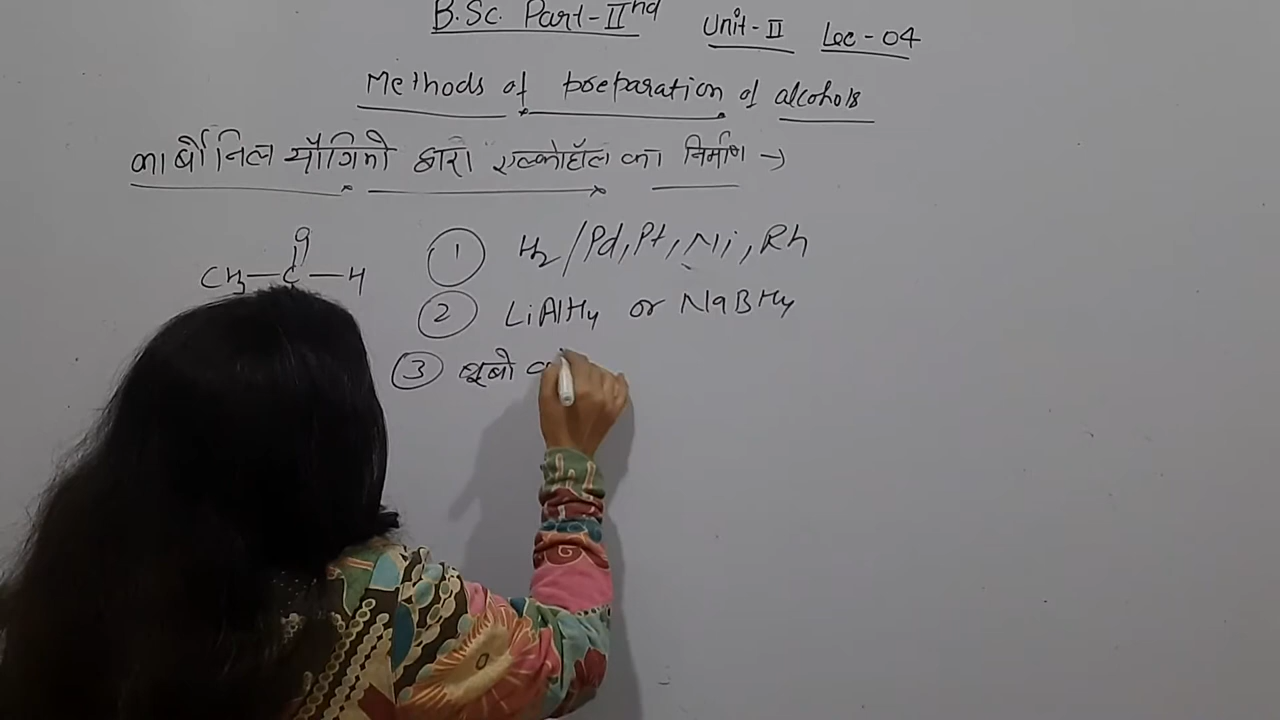 B.Sc. Part-IInd Unit-II Lec-04
Methods of preparation of alcohols
कार्बोनिल यौगिको द्वारा एल्कोहॉल का निर्माण →
O
CH3-C-H
1 H2/Pd, Pt, Ni, Rh
2 LiAlH4 or NaBH4
3 बूबो